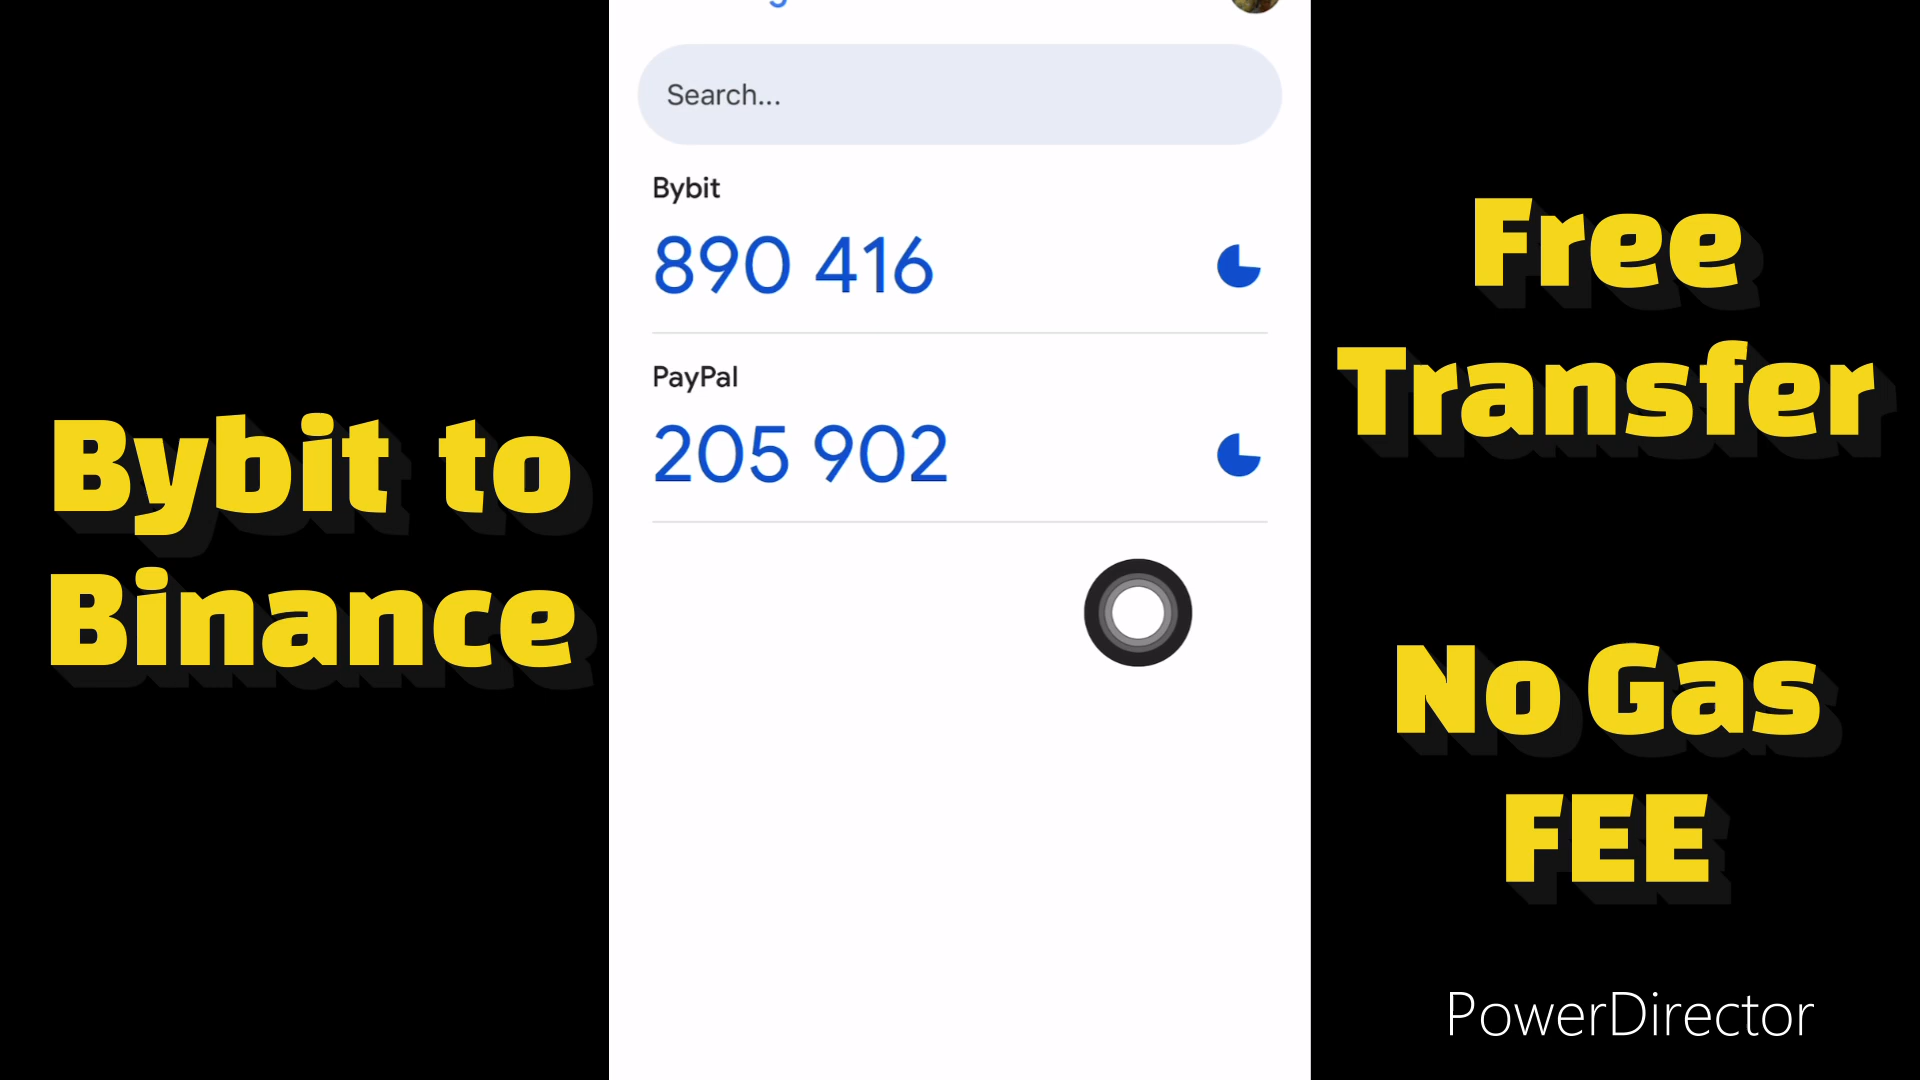 Bybit to
Binance
Search...
Bybit
890 416
PayPal
205 902
Free
Transfer
No Gas
FEE
PowerDirector